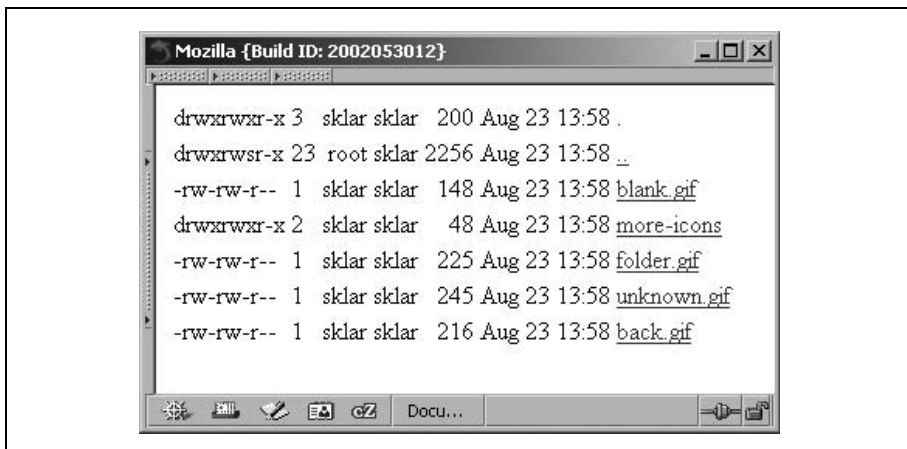 Mozilla {Build ID: 2002053012}
drwxrwxr-x 3 sklar sklar 200 Aug 23 13:58 .
drwxrwsr-x 23 root sklar 2256 Aug 23 13:58 ..
-rw-rw-r-- 1 sklar sklar 148 Aug 23 13:58 blank.gif
drwxrwxr-x 2 sklar sklar 48 Aug 23 13:58 more-icons
-rw-rw-r-- 1 sklar sklar 225 Aug 23 13:58 folder.gif
-rw-rw-r-- 1 sklar sklar 245 Aug 23 13:58 unknown.gif
-rw-rw-r-- 1 sklar sklar 216 Aug 23 13:58 back.gif
cZ Docu...